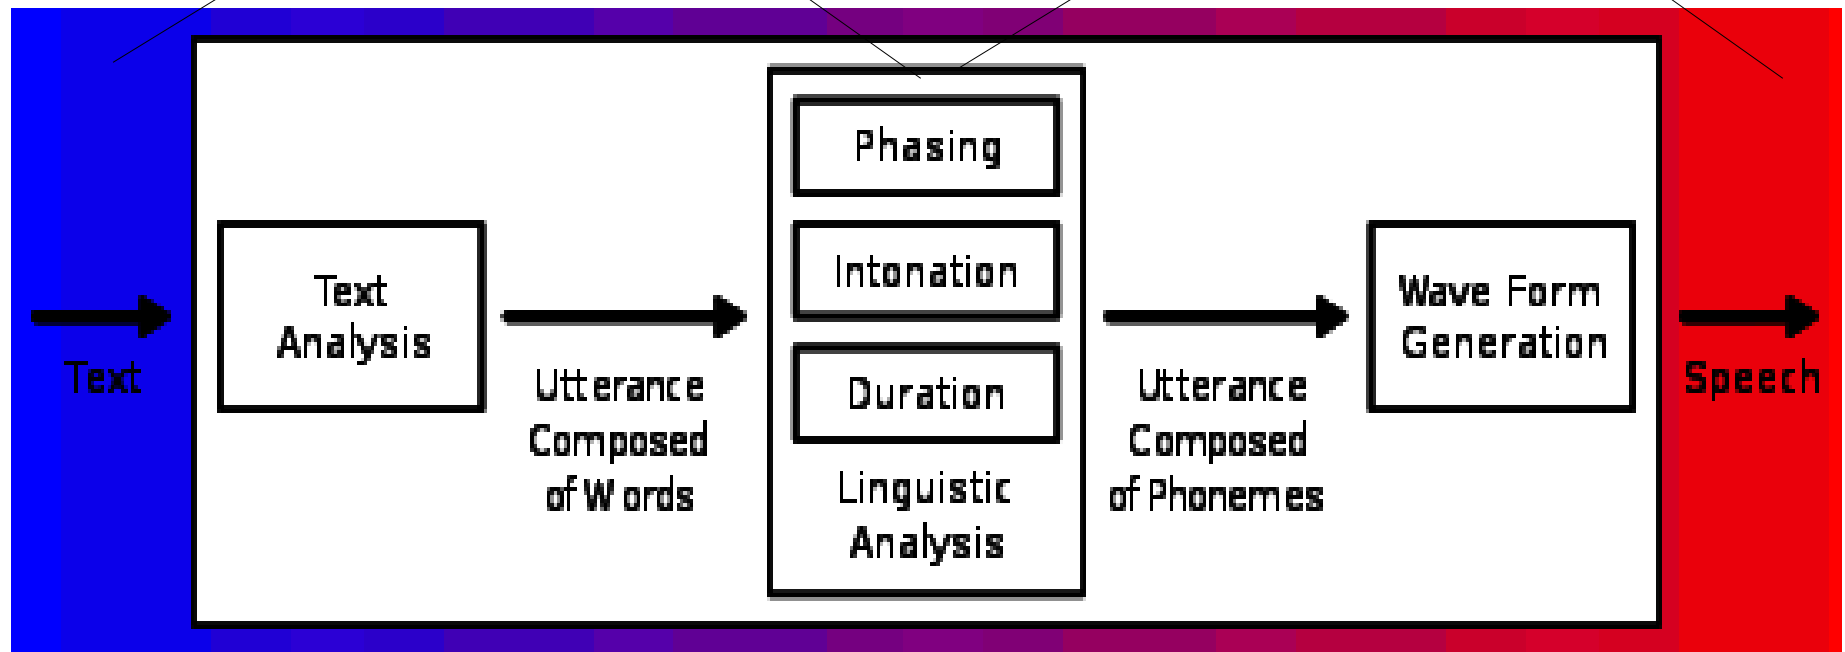 Text
Text
Analysis
Utterance
Composed
of Words
Phasing
Intonation
Duration
Linguistic
Analysis
Utterance
Composed
of Phonemes
Wave Form
Generation
Speech